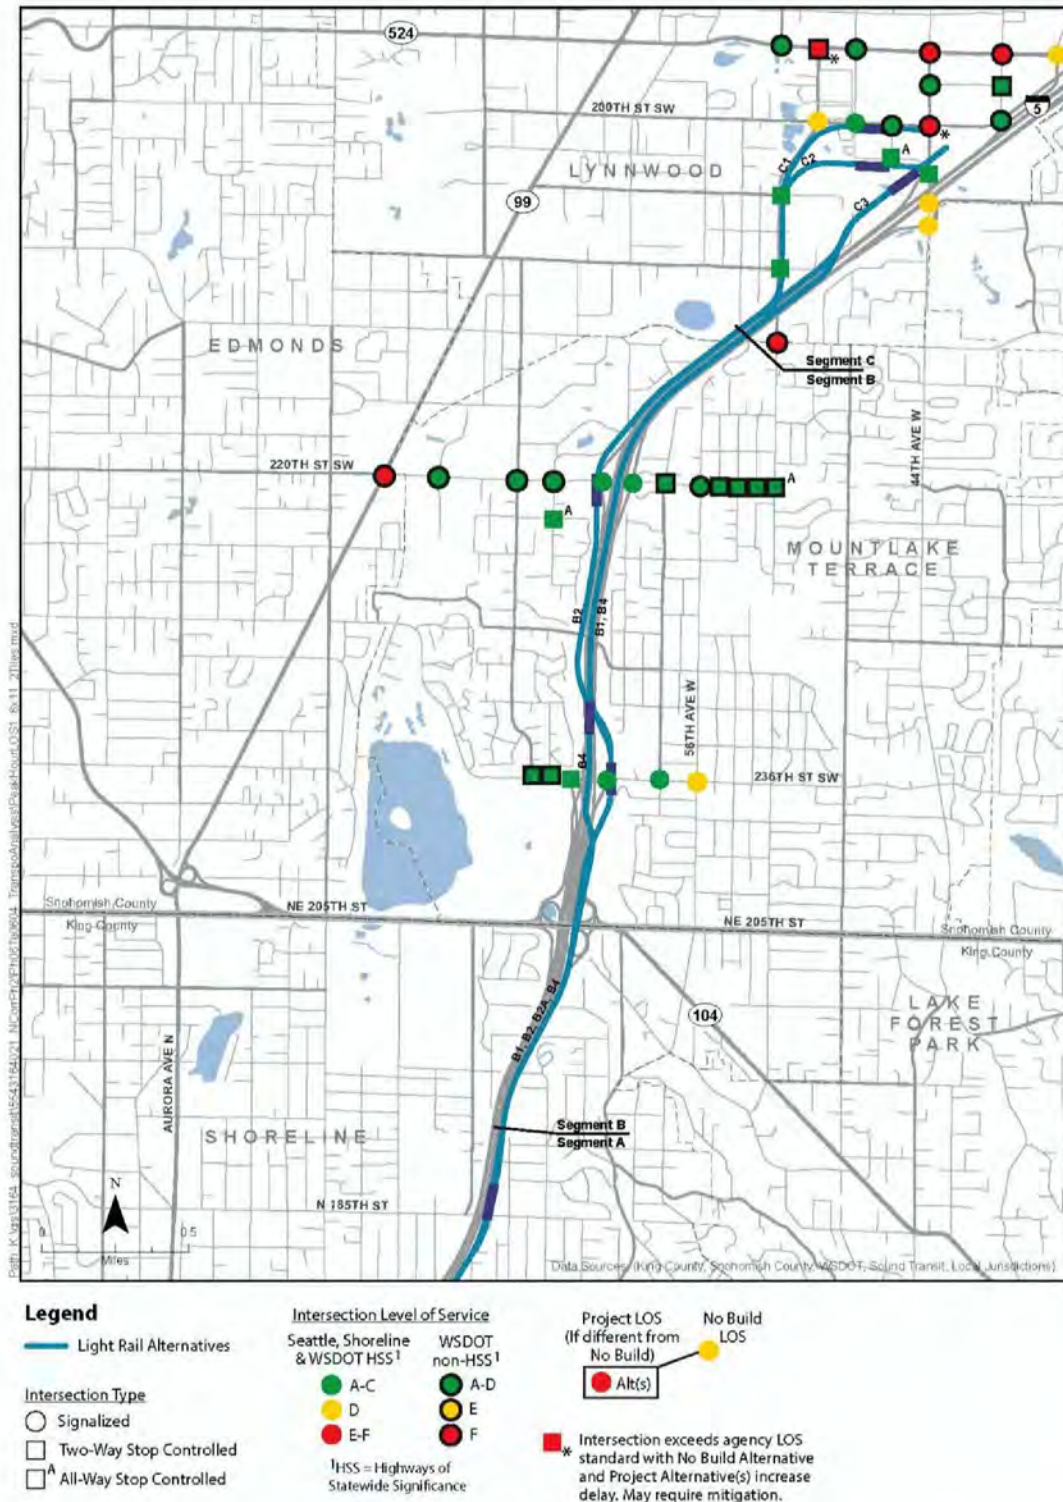 524
200TH ST SW
5
*
*
A
LYNNWOOD
C1
C2
99
C3
EDMONDS
Segment C
Segment B
44TH AVE W
220TH ST SW
A
A
MOUNTLAKE
TERRACE
B2
B1, B4
56TH AVE W
B4
236TH ST SW
Snohomish County
King County
NE 205TH ST
NE 205TH ST
Snohomish County
King County
B1, B2, B2A, B4
104
LAKE
FOREST
PARK
AURORA AVE N
SHORELINE
Segment B
Segment A
N
N 185TH ST
0
0.5
Miles
Data Sources: (King County, Snohomish County, WSDOT, Sound Transit, Local Jurisdictions)
Legend
Light Rail Alternatives
Intersection Type
Signalized
Two-Way Stop Controlled
A
All-Way Stop Controlled
Intersection Level of Service
Seattle, Shoreline
& WSDOT HSS1
A-C
D
E-F
WSDOT
non-HSS1
A-D
E
F
1HSS = Highways of
Statewide Significance
Project LOS
(If different from
No Build)
Alt(s)
No Build
LOS
* Intersection exceeds agency LOS
standard with No Build Alternative
and Project Alternative(s) increase
delay. May require mitigation.